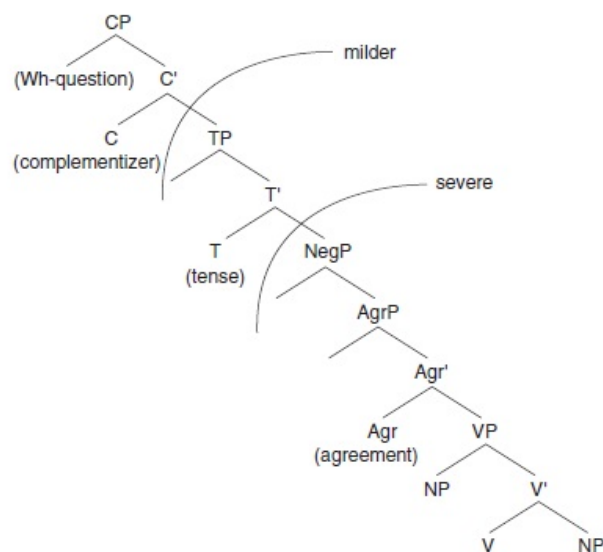 CP
milder
(Wh-question) C'
C TP
(complementizer)
T'
severe
T NegP
(tense)
AgrP
Agr'
Agr VP
(agreement)
NP V'
V NP